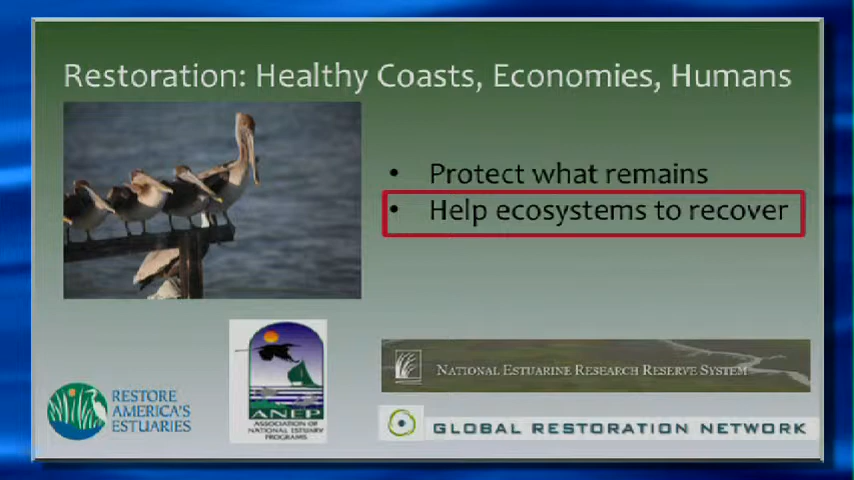 Restoration: Healthy Coasts, Economies, Humans
• Protect what remains
• Help ecosystems to recover
RESTORE
AMERICA'S
ESTUARIES
ANEP
ASSOCIATION OF
NATIONAL ESTUARY
PROGRAMS
NATIONAL ESTUARINE RESEARCH RESERVE SYSTEM
GLOBAL RESTORATION NETWORK